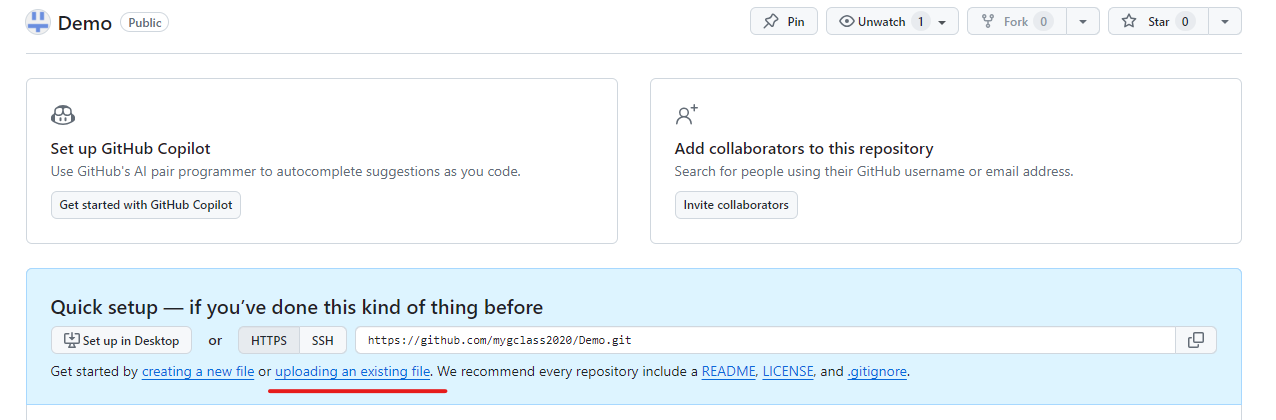 Demo Public Pin Unwatch 1 Fork 0 Star 0
Set up GitHub Copilot
Use GitHub's AI pair programmer to autocomplete suggestions as you code.
Get started with GitHub Copilot
Add collaborators to this repository
Search for people using their GitHub username or email address.
Invite collaborators
Quick setup — if you’ve done this kind of thing before
Set up in Desktop or HTTPS SSH https://github.com/mygclass2020/Demo.git
Get started by creating a new file or uploading an existing file. We recommend every repository include a README, LICENSE, and .gitignore.